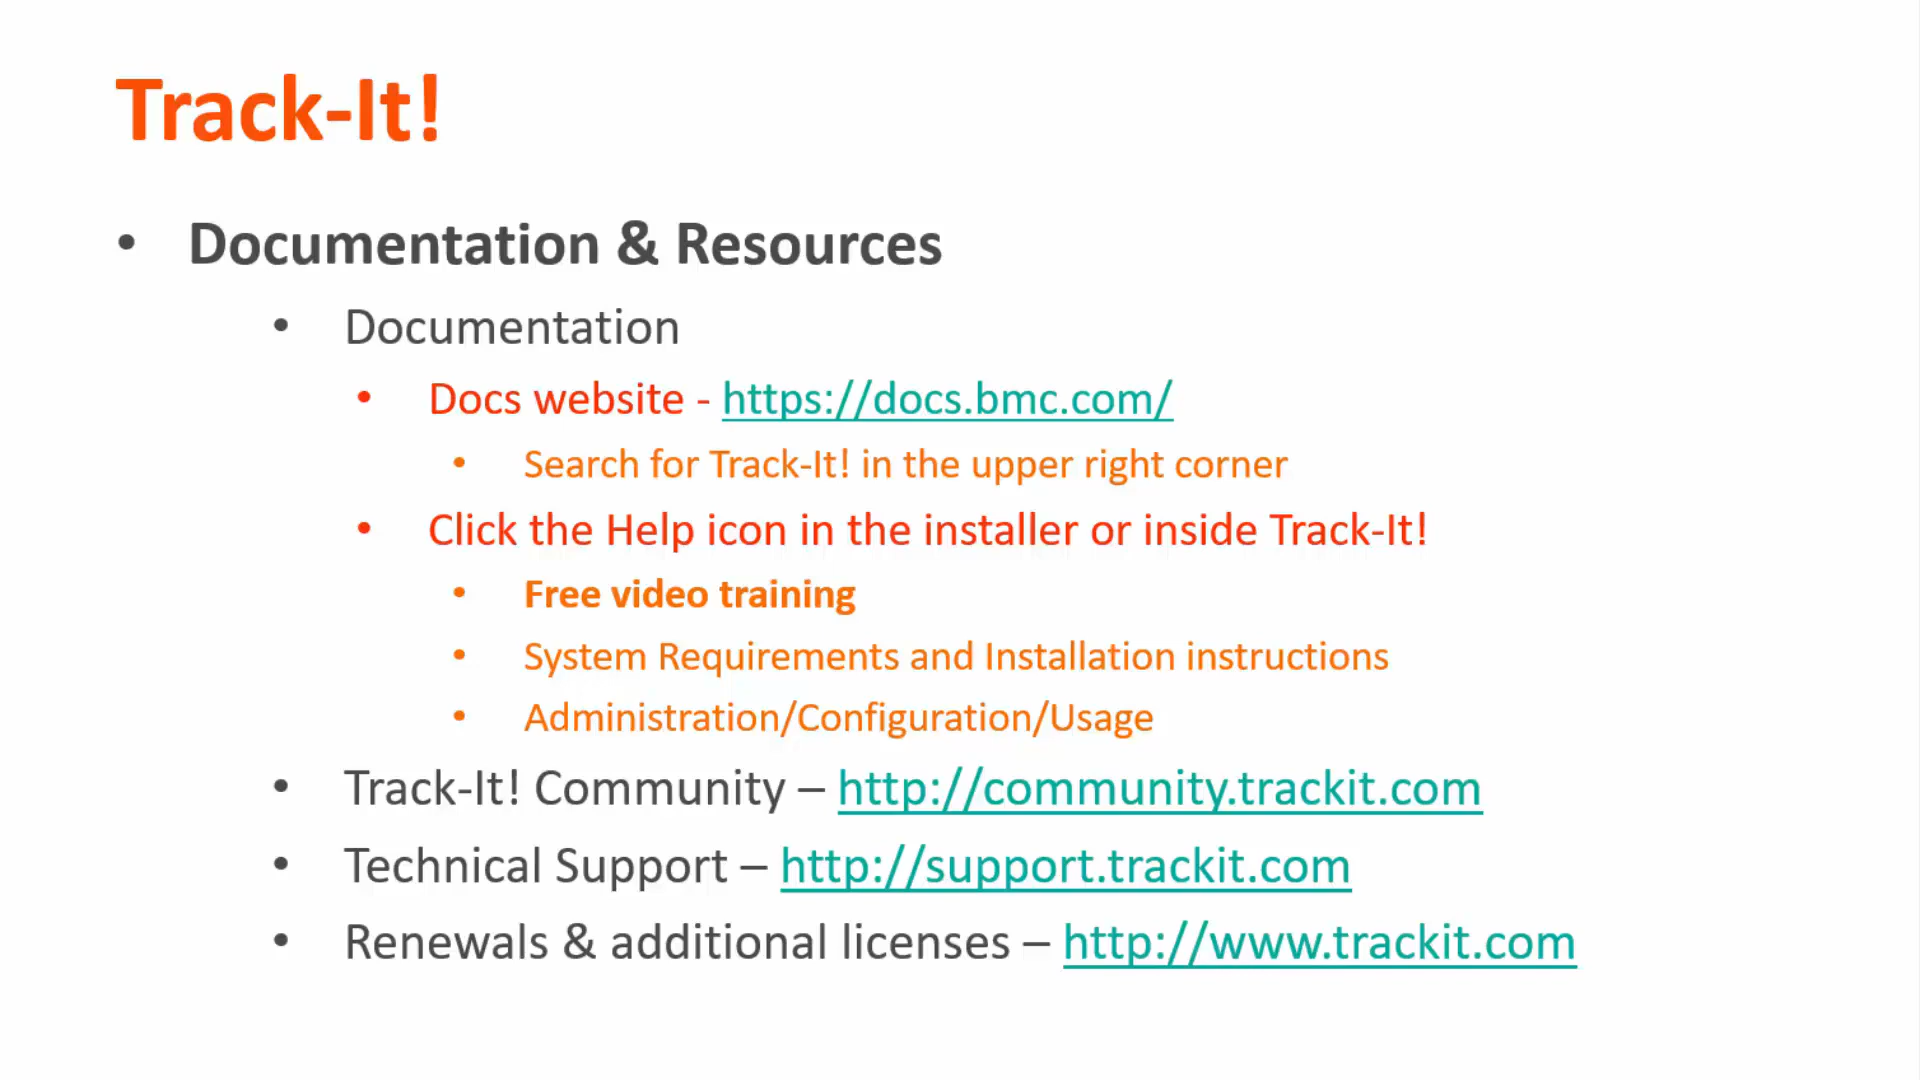 Track-It!
• Documentation & Resources
• Documentation
• Docs website - https://docs.bmc.com/
• Search for Track-It! in the upper right corner
• Click the Help icon in the installer or inside Track-It!
• Free video training
• System Requirements and Installation instructions
• Administration/Configuration/Usage
• Track-It! Community – http://community.trackit.com
• Technical Support – http://support.trackit.com
• Renewals & additional licenses – http://www.trackit.com